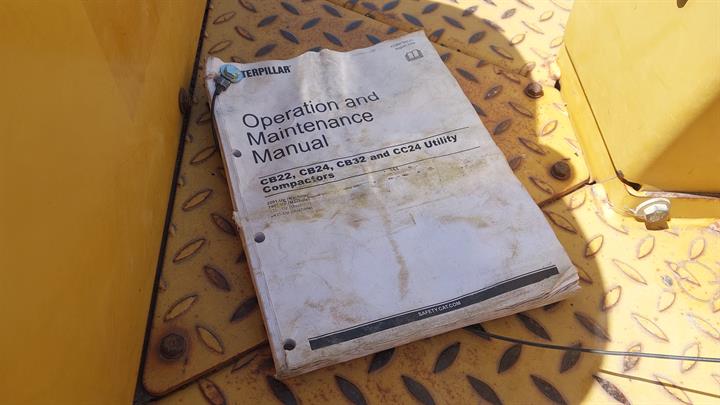 TERPILLAR
Operation and
Maintenance
Manual
CB22, CB24, CB32 and CC24 Utility
Compactors
SAFETY.CAT.COM